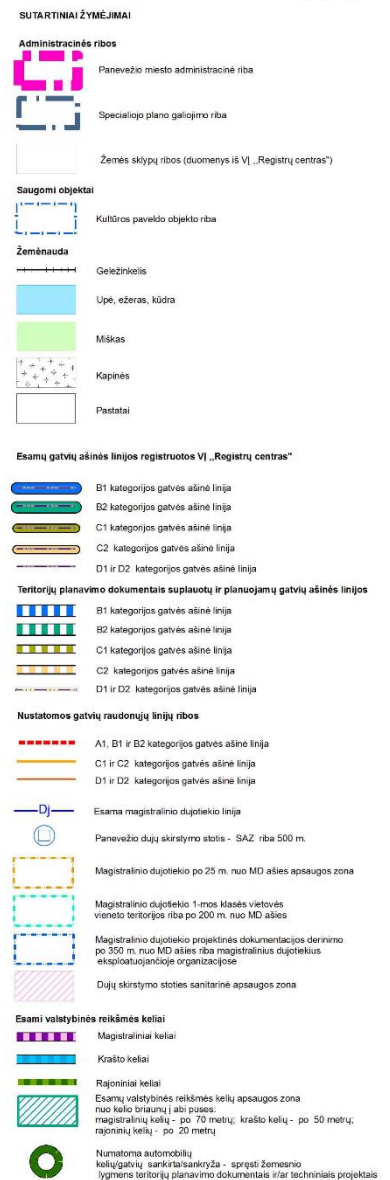 SUTARTINIAI ŽYMĖJIMAI
Administracinės ribos
Panevežio miesto administracinė riba
Specialiojo plano galiojimo riba
Žemės sklypų ribos (duomenys iš VĮ ,,Registrų centras")
Saugomi objektai
Kultūros paveldo objekto riba
Žemėnauda
Geležinkelis
Upė, ežeras, kūdra
Miškas
Kapinės
Pastatai
Esamų gatvių ašinės linijos registruotos VĮ ,,Registrų centras"
B1 kategorijos gatvės ašinė linija
B2 kategorijos gatvės ašinė linija
C1 kategorijos gatvės ašinė linija
C2 kategorijos gatvės ašinė linija
D1 ir D2 kategorijos gatvės ašinė linija
Teritorijų planavimo dokumentais suplauotų ir planuojamų gatvių ašinės linijos
B1 kategorijos gatvės ašinė linija
B2 kategorijos gatvės ašinė linija
C1 kategorijos gatvės ašinė linija
C2 kategorijos gatvės ašinė linija
D1 ir D2 kategorijos gatvės ašinė linija
Nustatomos gatvių raudonųjų linijų ribos
A1, B1 ir B2 kategorijos gatvės ašinė linija
C1 ir C2 kategorijos gatvės ašinė linija
D1 ir D2 kategorijos gatvės ašinė linija
Dj Esama magistralinio dujotiekio linija
Panevežio dujų skirstymo stotis - SAZ riba 500 m.
Magistralinio dujotiekio po 25 m. nuo MD ašies apsaugos zona
Magistralinio dujotiekio 1-mos klasės vietovės
vieneto teritorijos riba po 200 m. nuo MD ašies
Magistralinio dujotiekio projektinės dokumentacijos derinimo
po 350 m. nuo MD ašies riba magistralinius dujotiekius
eksploatuojančioje organizacijose
Dujų skirstymo stoties sanitarinė apsaugos zona
Esami valstybinės reikšmės keliai
Magistraliniai keliai
Krašto keliai
Rajoniniai keliai
Esamų valstybinės reikšmės kelių apsaugos zona
nuo kelio briaunų į abi puses:
magistralinių kelių - po 70 metrų; krašto kelių - po 50 metrų;
rajoninių kelių - po 20 metrų
Numatoma automobilių
kelių/gatvių sankirta/sankryža - spręsti žemesnio
lygmens teritorijų planavimo dokumentais ir/ar techniniais projektais